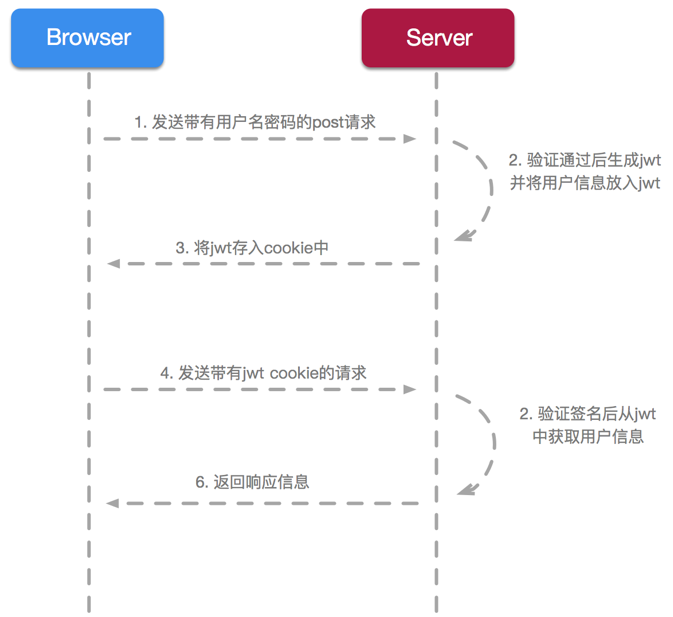 Browser
Server
1. 发送带有用户名密码的post请求
2. 验证通过后生成jwt
并将用户信息放入jwt
3. 将jwt存入cookie中
4. 发送带有jwt cookie的请求
2. 验证签名后从jwt
中获取用户信息
6. 返回响应信息